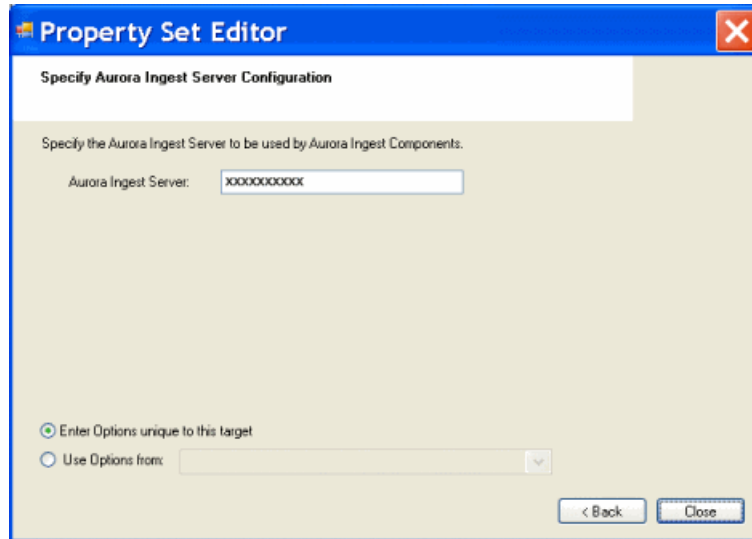 Property Set Editor
Specify Aurora Ingest Server Configuration
Specify the Aurora Ingest Server to be used by Aurora Ingest Components.
Aurora Ingest Server: xxxxxxxxxx
Enter Options unique to this target
Use Options from:
< Back Close